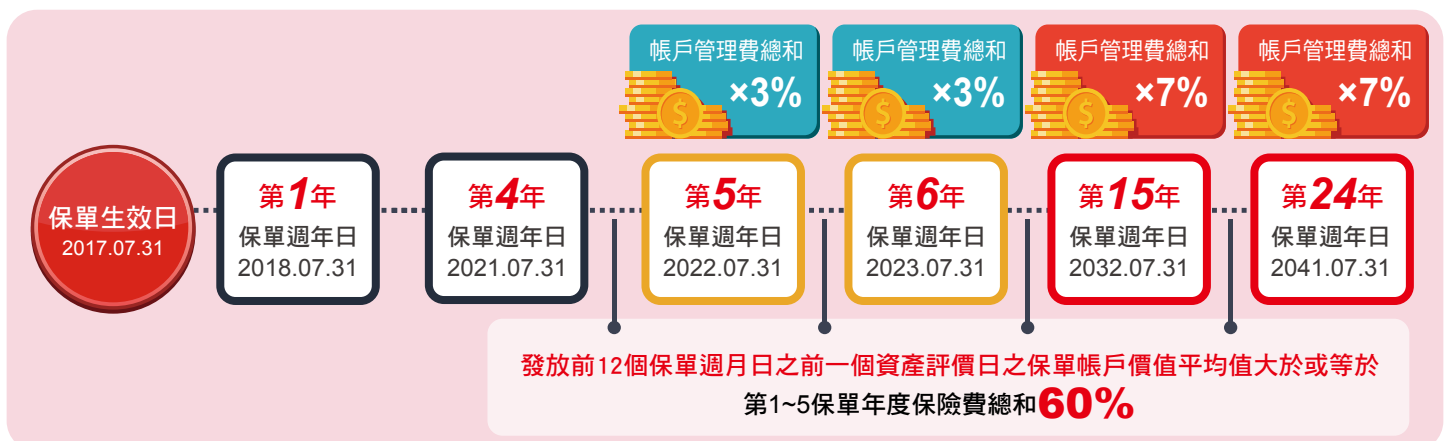 帳戶管理費總和
×3%
帳戶管理費總和
×3%
帳戶管理費總和
×7%
帳戶管理費總和
×7%
保單生效日
2017.07.31
第1年
保單週年日
2018.07.31
第4年
保單週年日
2021.07.31
第5年
保單週年日
2022.07.31
第6年
保單週年日
2023.07.31
第15年
保單週年日
2032.07.31
第24年
保單週年日
2041.07.31
發放前12個保單週月日之前一個資產評價日之保單帳戶價值平均值大於或等於
第1~5保單年度保險費總和60%